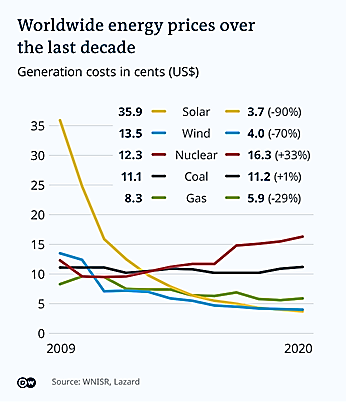 Worldwide energy prices over
the last decade
Generation costs in cents (US$)
35.9 Solar 3.7 (-90%)
13.5 Wind 4.0 (-70%)
12.3 Nuclear 16.3 (+33%)
11.1 Coal 11.2 (+1%)
8.3 Gas 5.9 (-29%)
35
30
25
20
15
10
5
0
2009 2020
DW Source: WNISR, Lazard